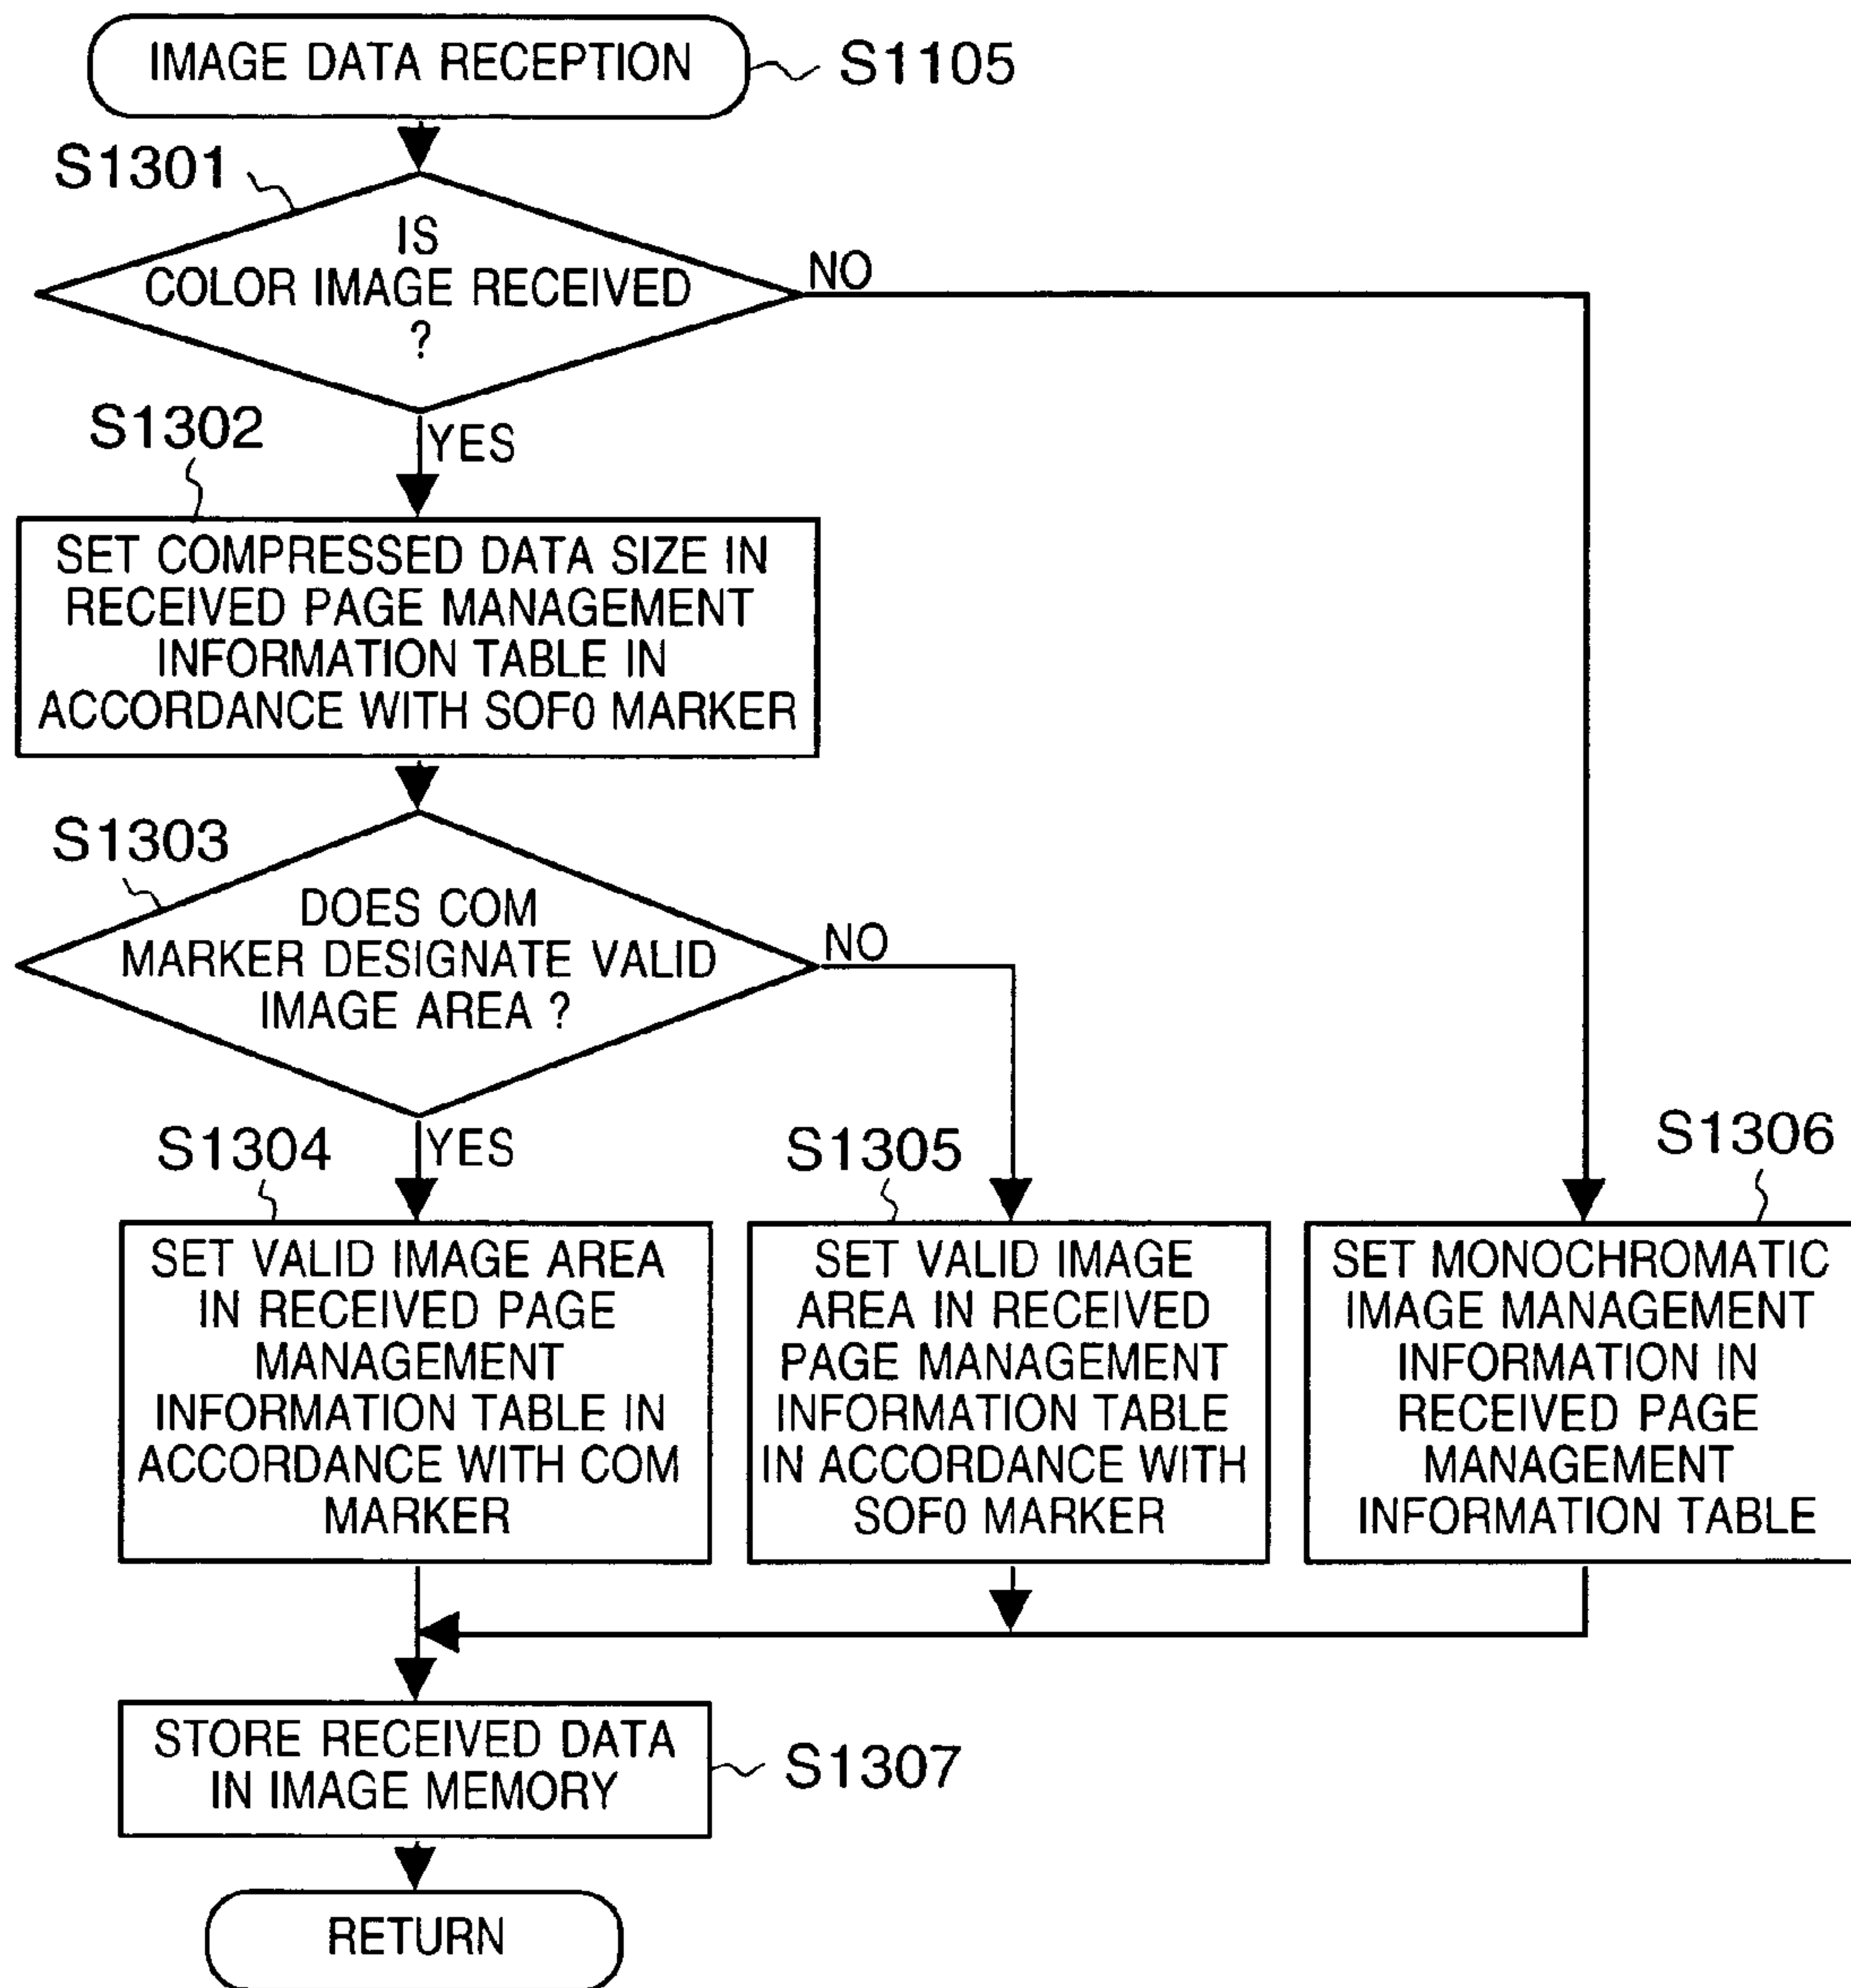 IMAGE DATA RECEPTION
S1105
S1301
IS
COLOR IMAGE RECEIVED
?
NO
YES
S1302
SET COMPRESSED DATA SIZE IN
RECEIVED PAGE MANAGEMENT
INFORMATION TABLE IN
ACCORDANCE WITH SOF0 MARKER
S1303
DOES COM
MARKER DESIGNATE VALID
IMAGE AREA ?
NO
YES
S1304
SET VALID IMAGE AREA
IN RECEIVED PAGE
MANAGEMENT
INFORMATION TABLE IN
ACCORDANCE WITH COM
MARKER
S1305
SET VALID IMAGE
AREA IN RECEIVED
PAGE MANAGEMENT
INFORMATION TABLE
IN ACCORDANCE WITH
SOF0 MARKER
S1306
SET MONOCHROMATIC
IMAGE MANAGEMENT
INFORMATION IN
RECEIVED PAGE
MANAGEMENT
INFORMATION TABLE
STORE RECEIVED DATA
IN IMAGE MEMORY
S1307
RETURN